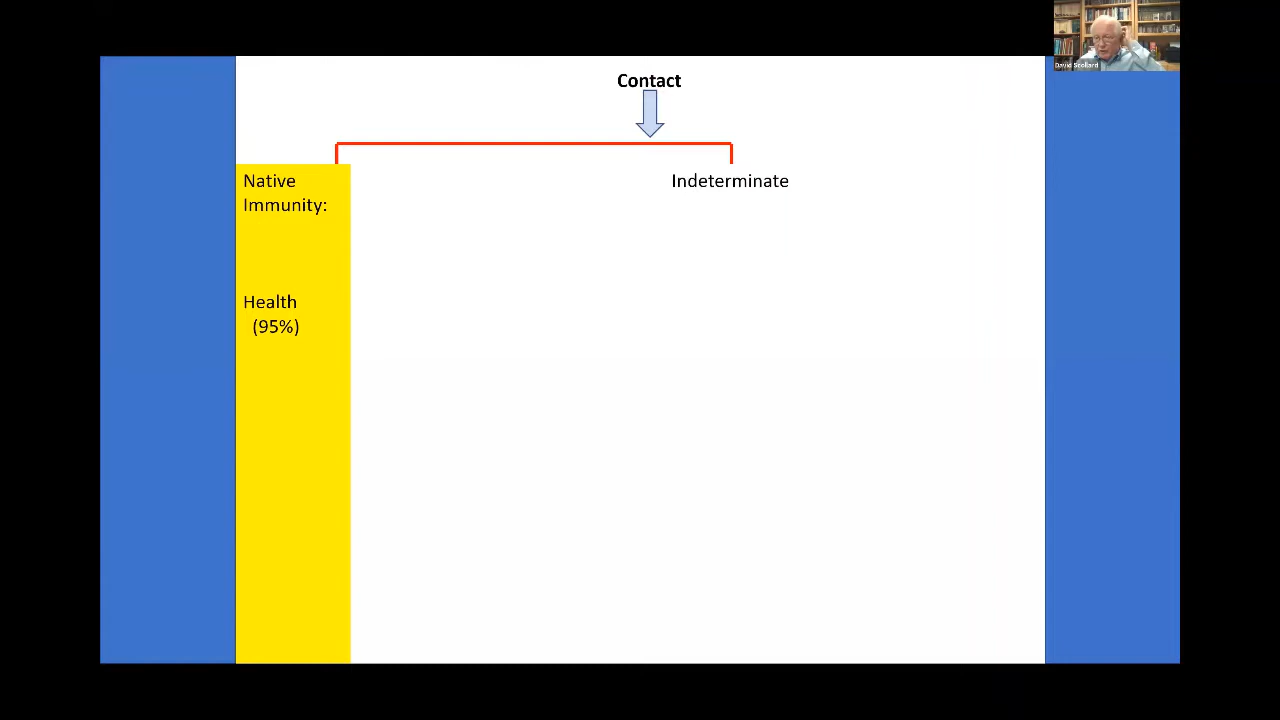 Contact
Native
Immunity:
Indeterminate
Health
(95%)
David Scollard